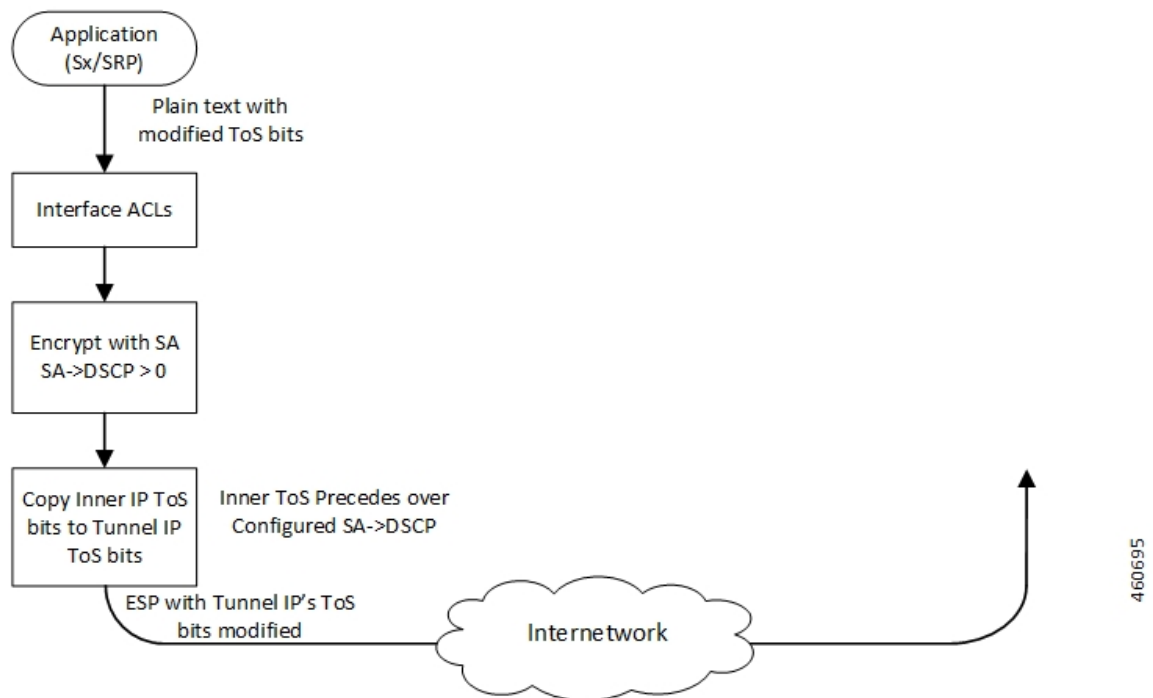 Application
(Sx/SRP)
Plain text with
modified ToS bits
Interface ACLs
Encrypt with SA
SA->DSCP > 0
Copy Inner IP ToS
bits to Tunnel IP
ToS bits
Inner ToS Precedes over
Configured SA->DSCP
ESP with Tunnel IP's ToS
bits modified
Internetwork
460695